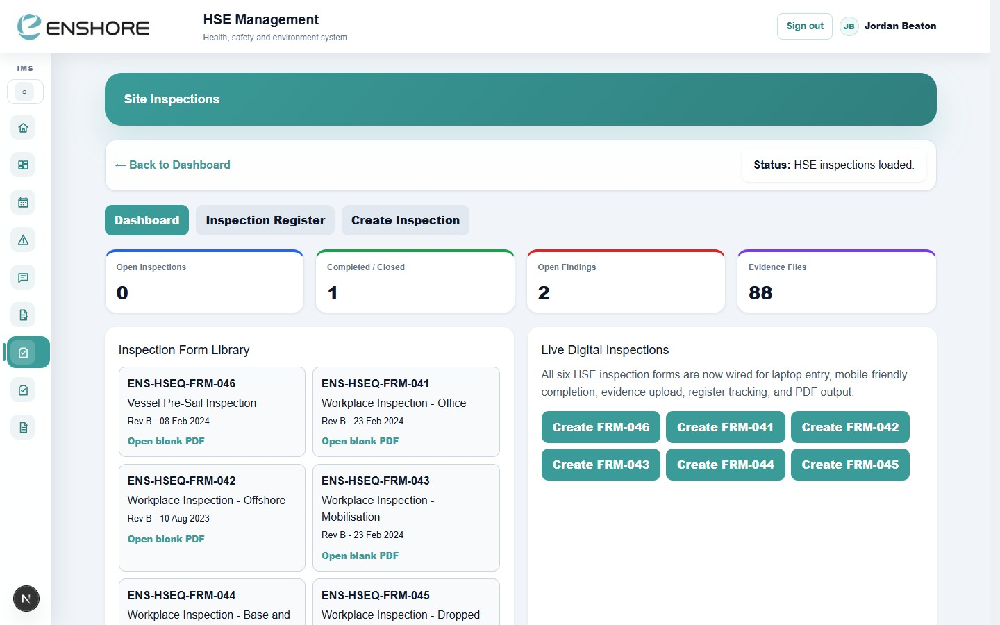 ENSHORE
HSE Management
Health, safety and environment system
Sign out
JB
Jordan Beaton
IMS
Site Inspections
← Back to Dashboard
Status: HSE inspections loaded.
Dashboard
Inspection Register
Create Inspection
Open Inspections
0
Completed / Closed
1
Open Findings
2
Evidence Files
88
Inspection Form Library
ENS-HSEQ-FRM-046
Vessel Pre-Sail Inspection
Rev B - 08 Feb 2024
Open blank PDF
ENS-HSEQ-FRM-041
Workplace Inspection - Office
Rev B - 23 Feb 2024
Open blank PDF
ENS-HSEQ-FRM-042
Workplace Inspection - Offshore
Rev B - 10 Aug 2023
Open blank PDF
ENS-HSEQ-FRM-043
Workplace Inspection -
Mobilisation
Rev B - 23 Feb 2024
Open blank PDF
ENS-HSEQ-FRM-044
Workplace Inspection - Base and
ENS-HSEQ-FRM-045
Workplace Inspection - Dropped
Live Digital Inspections
All six HSE inspection forms are now wired for laptop entry, mobile-friendly
completion, evidence upload, register tracking, and PDF output.
Create FRM-046
Create FRM-041
Create FRM-042
Create FRM-043
Create FRM-044
Create FRM-045
N